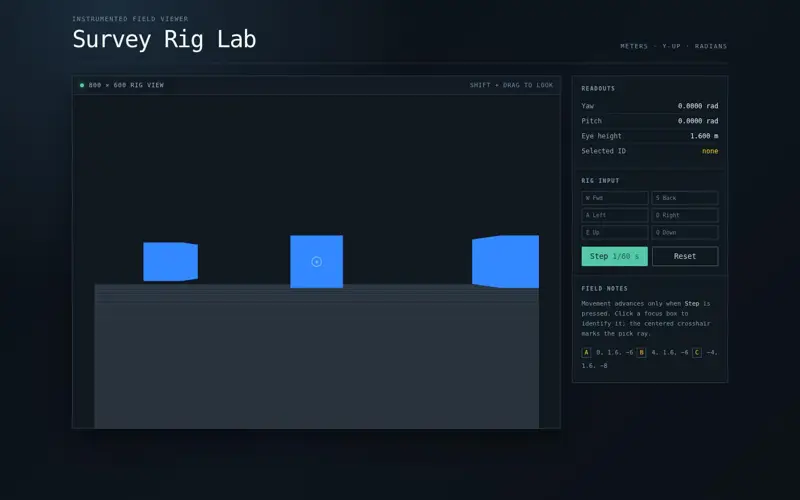 INSTRUMENTED FIELD VIEWER
Survey Rig Lab
METERS · Y-UP · RADIANS
800 × 600 RIG VIEW
SHIFT + DRAG TO LOOK
READOUTS
Yaw 0.0000 rad
Pitch 0.0000 rad
Eye height 1.600 m
Selected ID none
RIG INPUT
W Fwd
S Back
A Left
D Right
E Up
Q Down
Step 1/60 s
Reset
FIELD NOTES
Movement advances only when Step is
pressed. Click a focus box to
identify it; the centered crosshair
marks the pick ray.
A 0, 1.6, −6 B 4, 1.6, −6 C −4,
1.6, −8